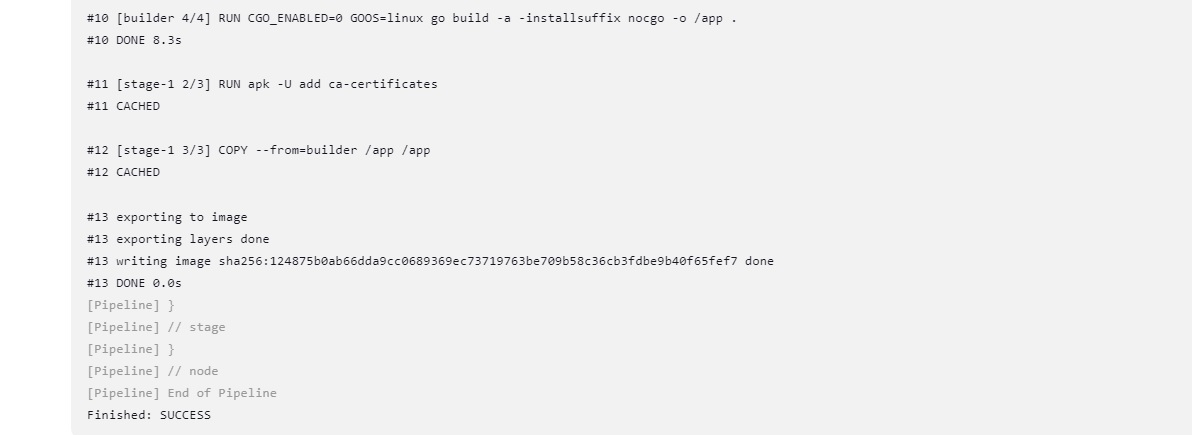 #10 [builder 4/4] RUN CGO_ENABLED=0 GOOS=linux go build -a -installsuffix nocgo -o /app .
#10 DONE 8.3s
#11 [stage-1 2/3] RUN apk -U add ca-certificates
#11 CACHED
#12 [stage-1 3/3] COPY --from=builder /app /app
#12 CACHED
#13 exporting to image
#13 exporting layers done
#13 writing image sha256:124875b0ab66dda9cc0689369ec73719763be709b58c36cb3fdbe9b40f65fef7 done
#13 DONE 0.0s
[Pipeline] }
[Pipeline] // stage
[Pipeline] }
[Pipeline] // node
[Pipeline] End of Pipeline
Finished: SUCCESS